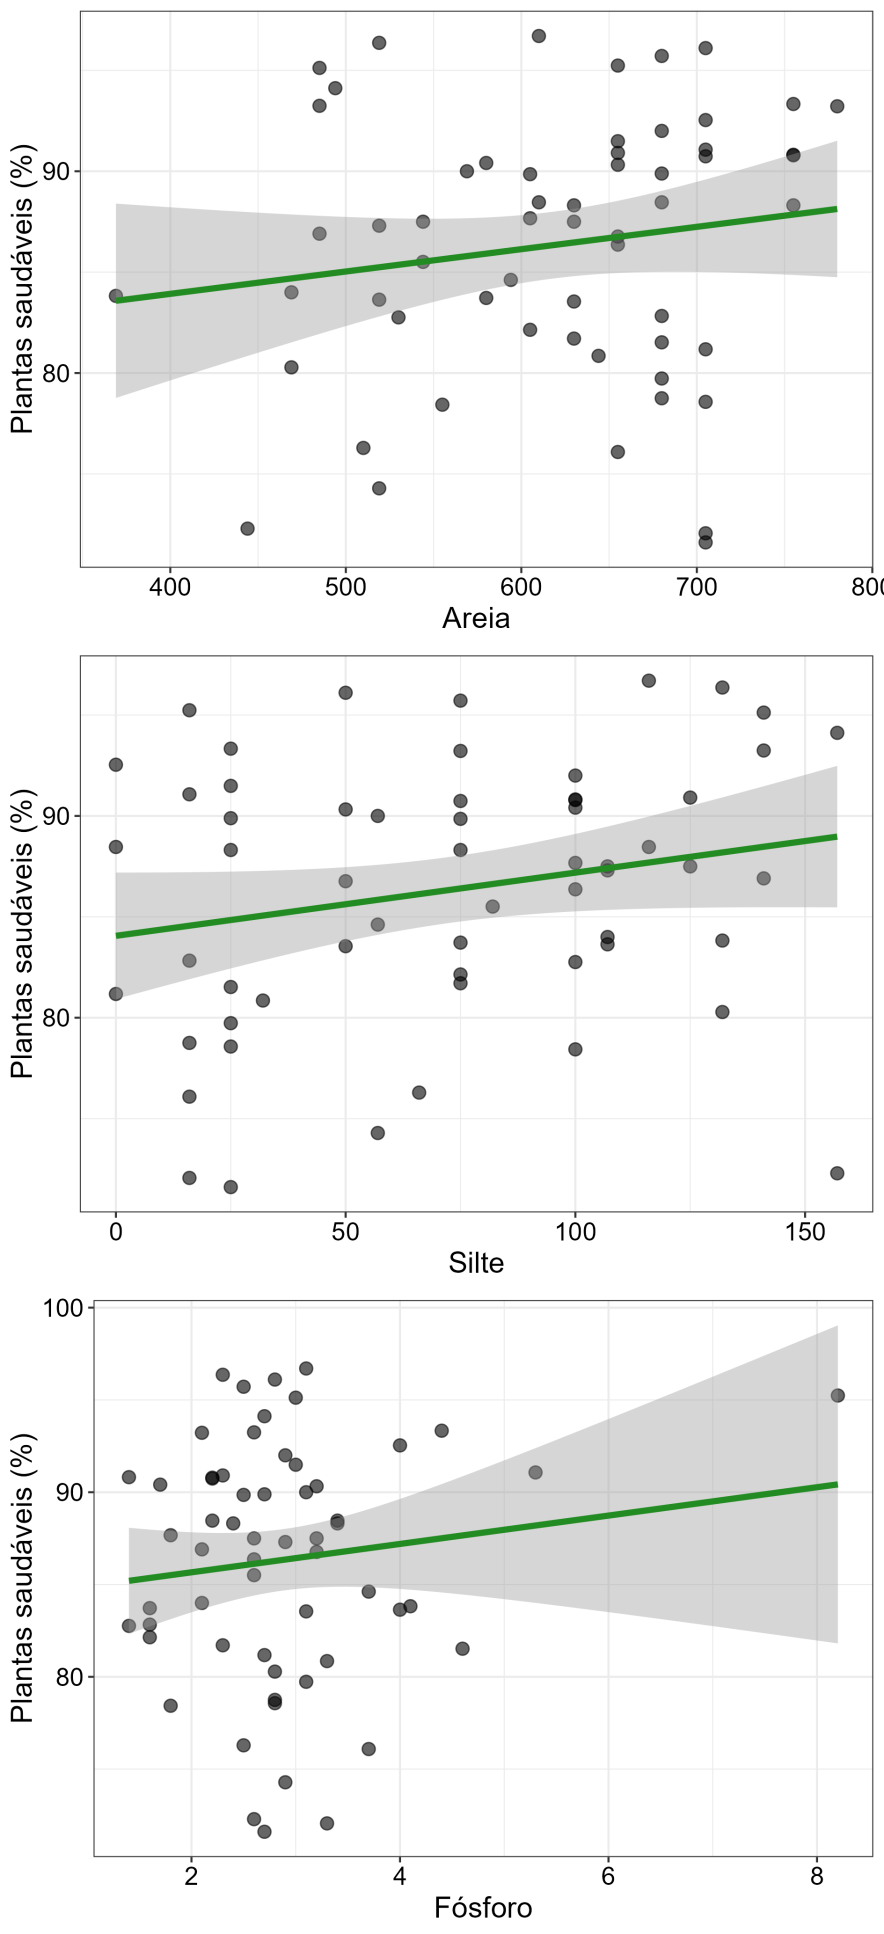 Plantas saudáveis (%)
90
80
400 500 600 700 800
Areia
Plantas saudáveis (%)
90
80
0 50 100 150
Silte
Plantas saudáveis (%)
100
90
80
2 4 6 8
Fósforo